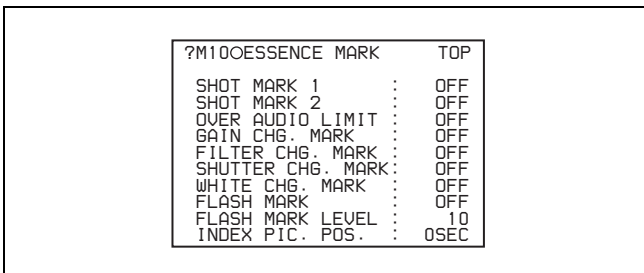 ?M10○ESSENCE MARK TOP
SHOT MARK 1 : OFF
SHOT MARK 2 : OFF
OVER AUDIO LIMIT : OFF
GAIN CHG. MARK : OFF
FILTER CHG. MARK : OFF
SHUTTER CHG. MARK: OFF
WHITE CHG. MARK : OFF
FLASH MARK : OFF
FLASH MARK LEVEL : 10
INDEX PIC. POS. : 0SEC